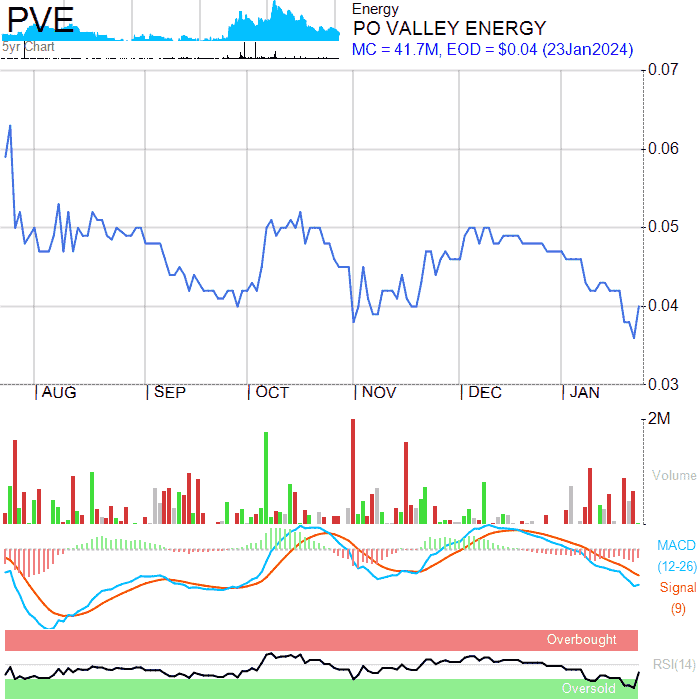 PVE
5yr Chart
Energy
PO VALLEY ENERGY
MC = 41.7M, EOD = $0.04 (23Jan2024)
0.07
0.06
0.05
0.04
0.03
AUG SEP OCT NOV DEC JAN
2M
Volume
MACD
(12-26)
Signal
(9)
Overbought
RSI(14)
Oversold